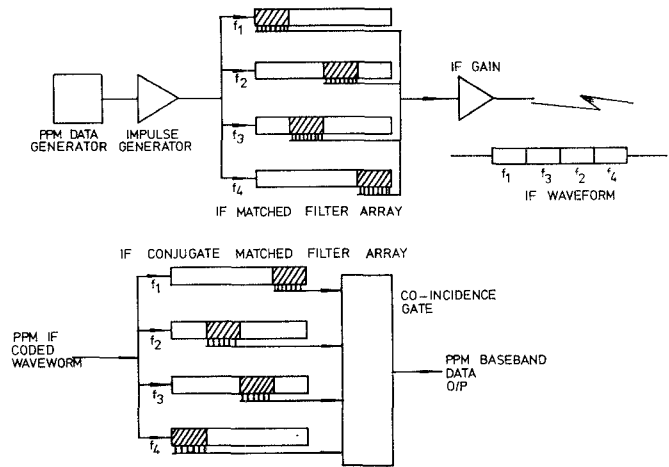 f1
f2
f3
f4
PPM DATA
GENERATOR
IMPULSE
GENERATOR
IF GAIN
f1 f3 f2 f4
IF WAVEFORM
IF MATCHED FILTER ARRAY
IF CONJUGATE MATCHED FILTER ARRAY
f1
f2
f3
f4
PPM IF
CODED
WAVEWORM
CO-INCIDENCE
GATE
PPM BASEBAND
DATA
O/P